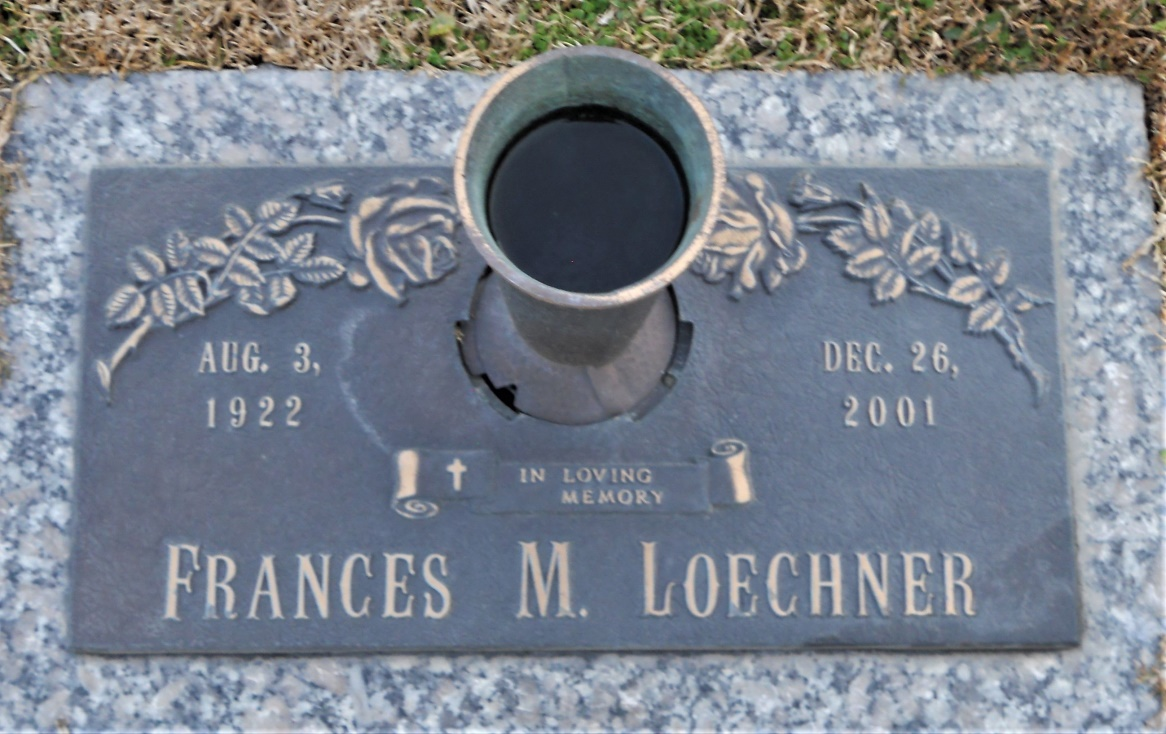 AUG. 3,
1922
DEC. 26,
2001
IN LOVING
MEMORY
FRANCES M. LOECHNER